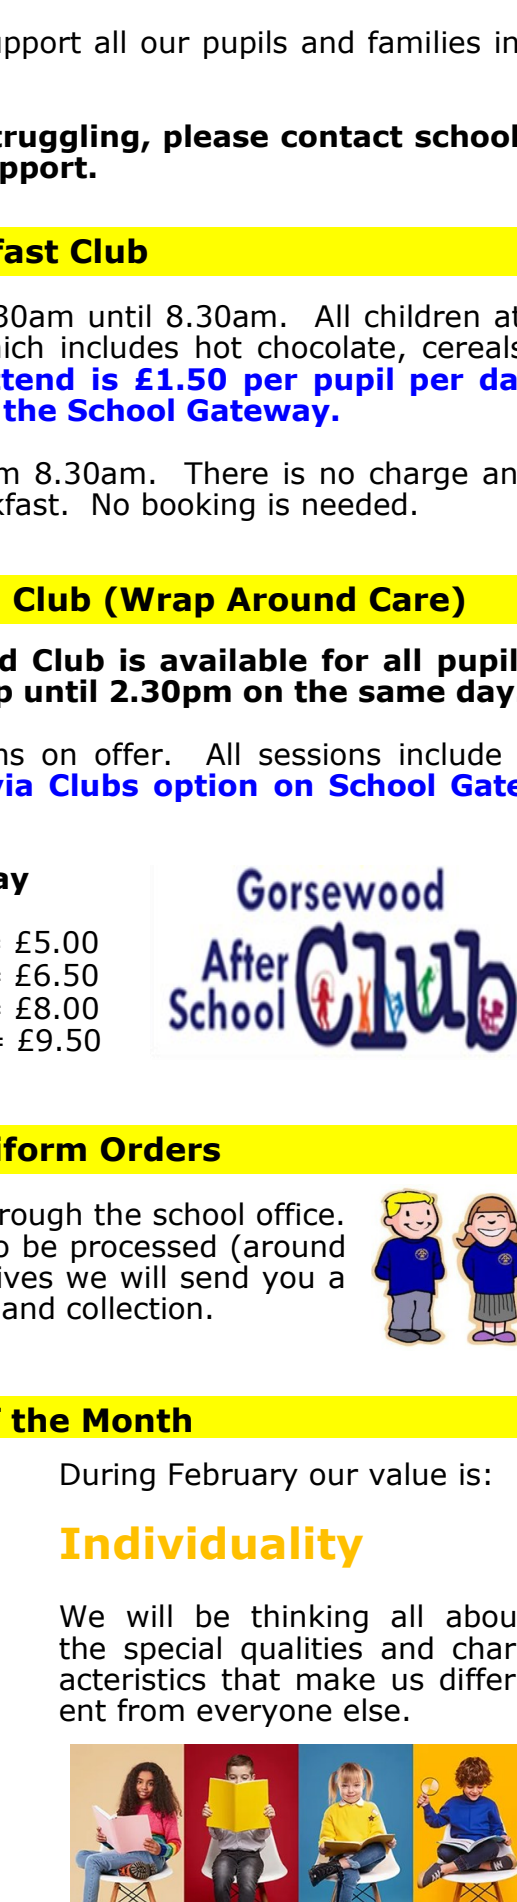 upport all our pupils and families in
truggling, please contact school
pport.
fast Club
30am until 8.30am. All children at
hich includes hot chocolate, cereals
ttend is £1.50 per pupil per da
the School Gateway.
m 8.30am. There is no charge an
kfast. No booking is needed.
Club (Wrap Around Care)
d Club is available for all pupil
p until 2.30pm on the same day
ns on offer. All sessions include
via Clubs option on School Gate
ay
= £5.00
= £6.50
= £8.00
= £9.50
Gorsewood
After
School Club
iform Orders
rough the school office.
o be processed (around
ives we will send you a
and collection.
f the Month
During February our value is:
Individuality
We will be thinking all abou
the special qualities and char
acteristics that make us differ
ent from everyone else.